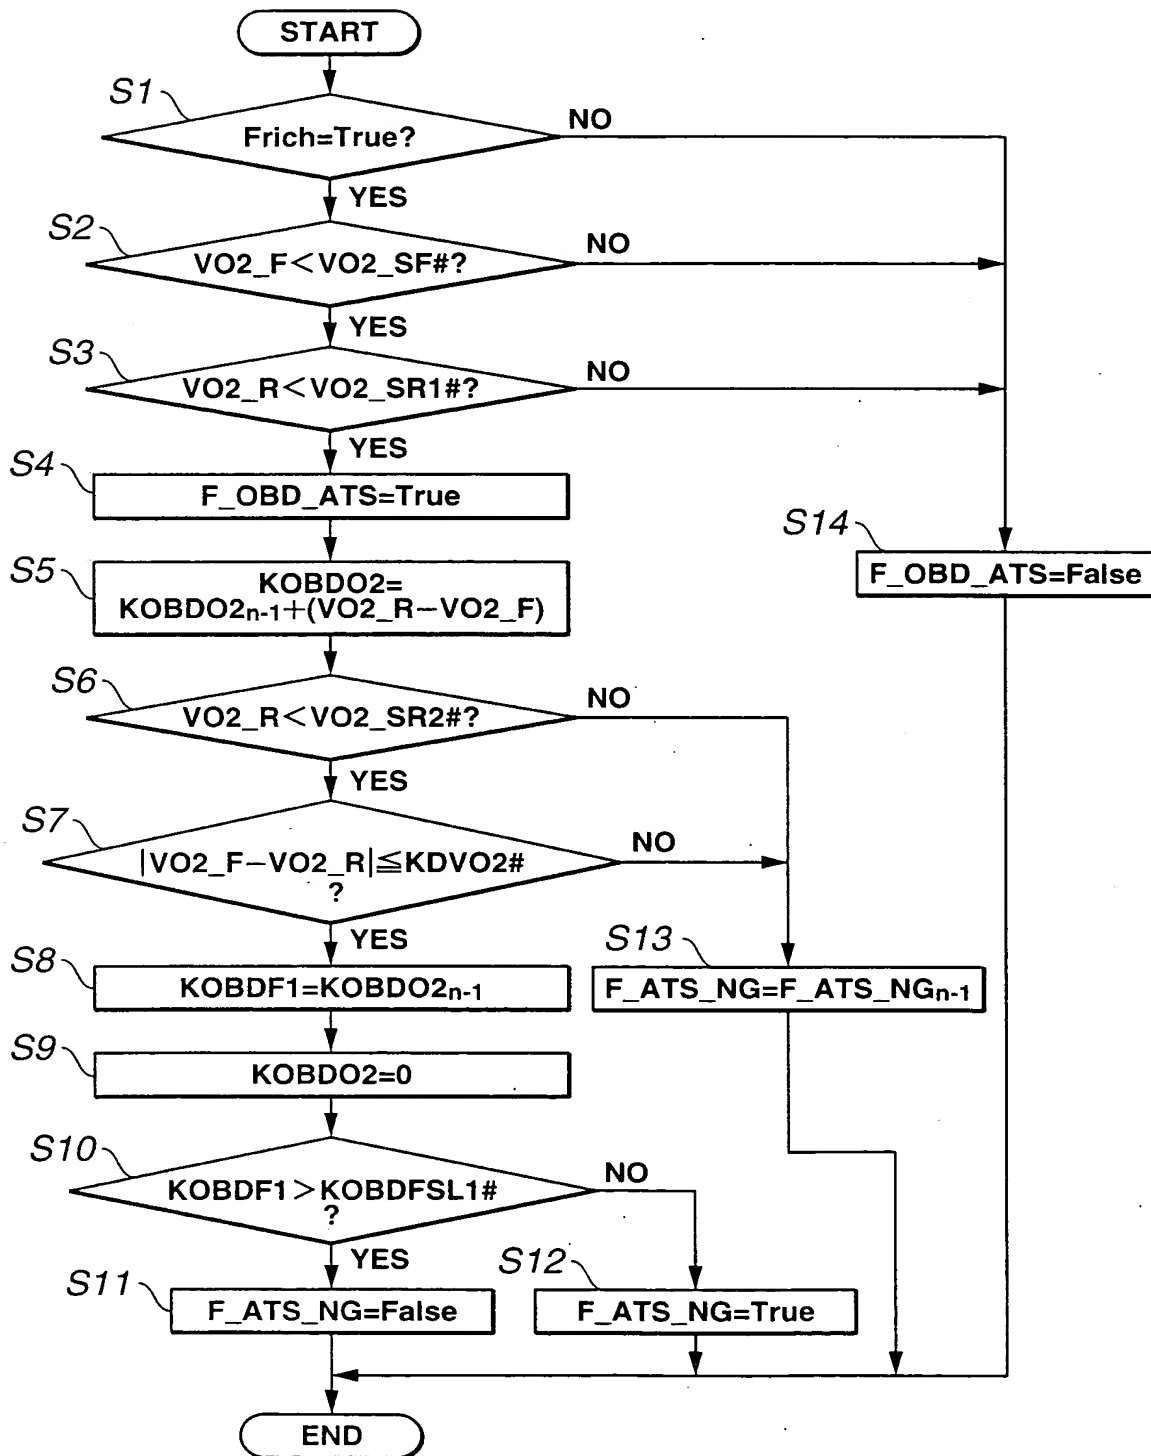 START
S1
Frich=True?
NO
YES
S2
VO2_F<VO2_SF#?
NO
YES
S3
VO2_R<VO2_SR1#?
NO
YES
S4
F_OBD_ATS=True
S14
F_OBD_ATS=False
S5
KOBDO2=
KOBDO2n-1+(VO2_R−VO2_F)
S6
VO2_R<VO2_SR2#?
NO
YES
S7
|VO2_F−VO2_R|≦KDVO2#
?
NO
YES
S13
F_ATS_NG=F_ATS_NGn-1
S8
KOBDF1=KOBDO2n-1
S9
KOBDO2=0
S10
KOBDF1>KOBDFSL1#
?
NO
YES
S11
F_ATS_NG=False
S12
F_ATS_NG=True
END